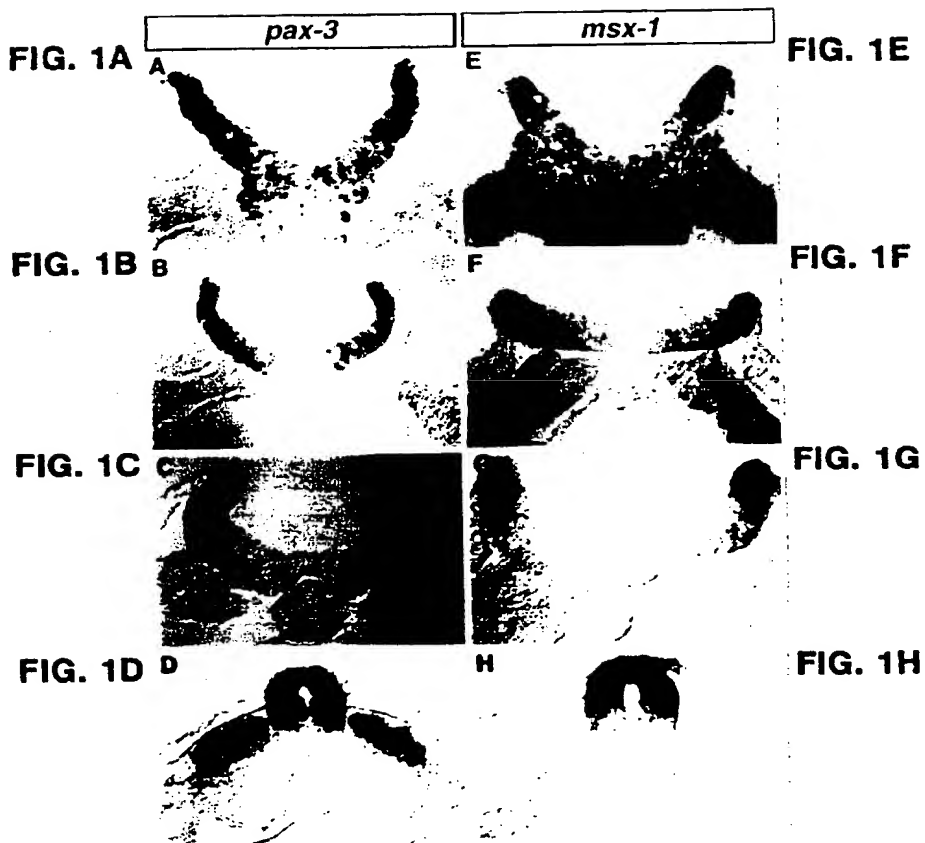 pax-3 msx-1
FIG. 1A A E FIG. 1E
FIG. 1B B F FIG. 1F
FIG. 1C C G FIG. 1G
FIG. 1D D H FIG. 1H